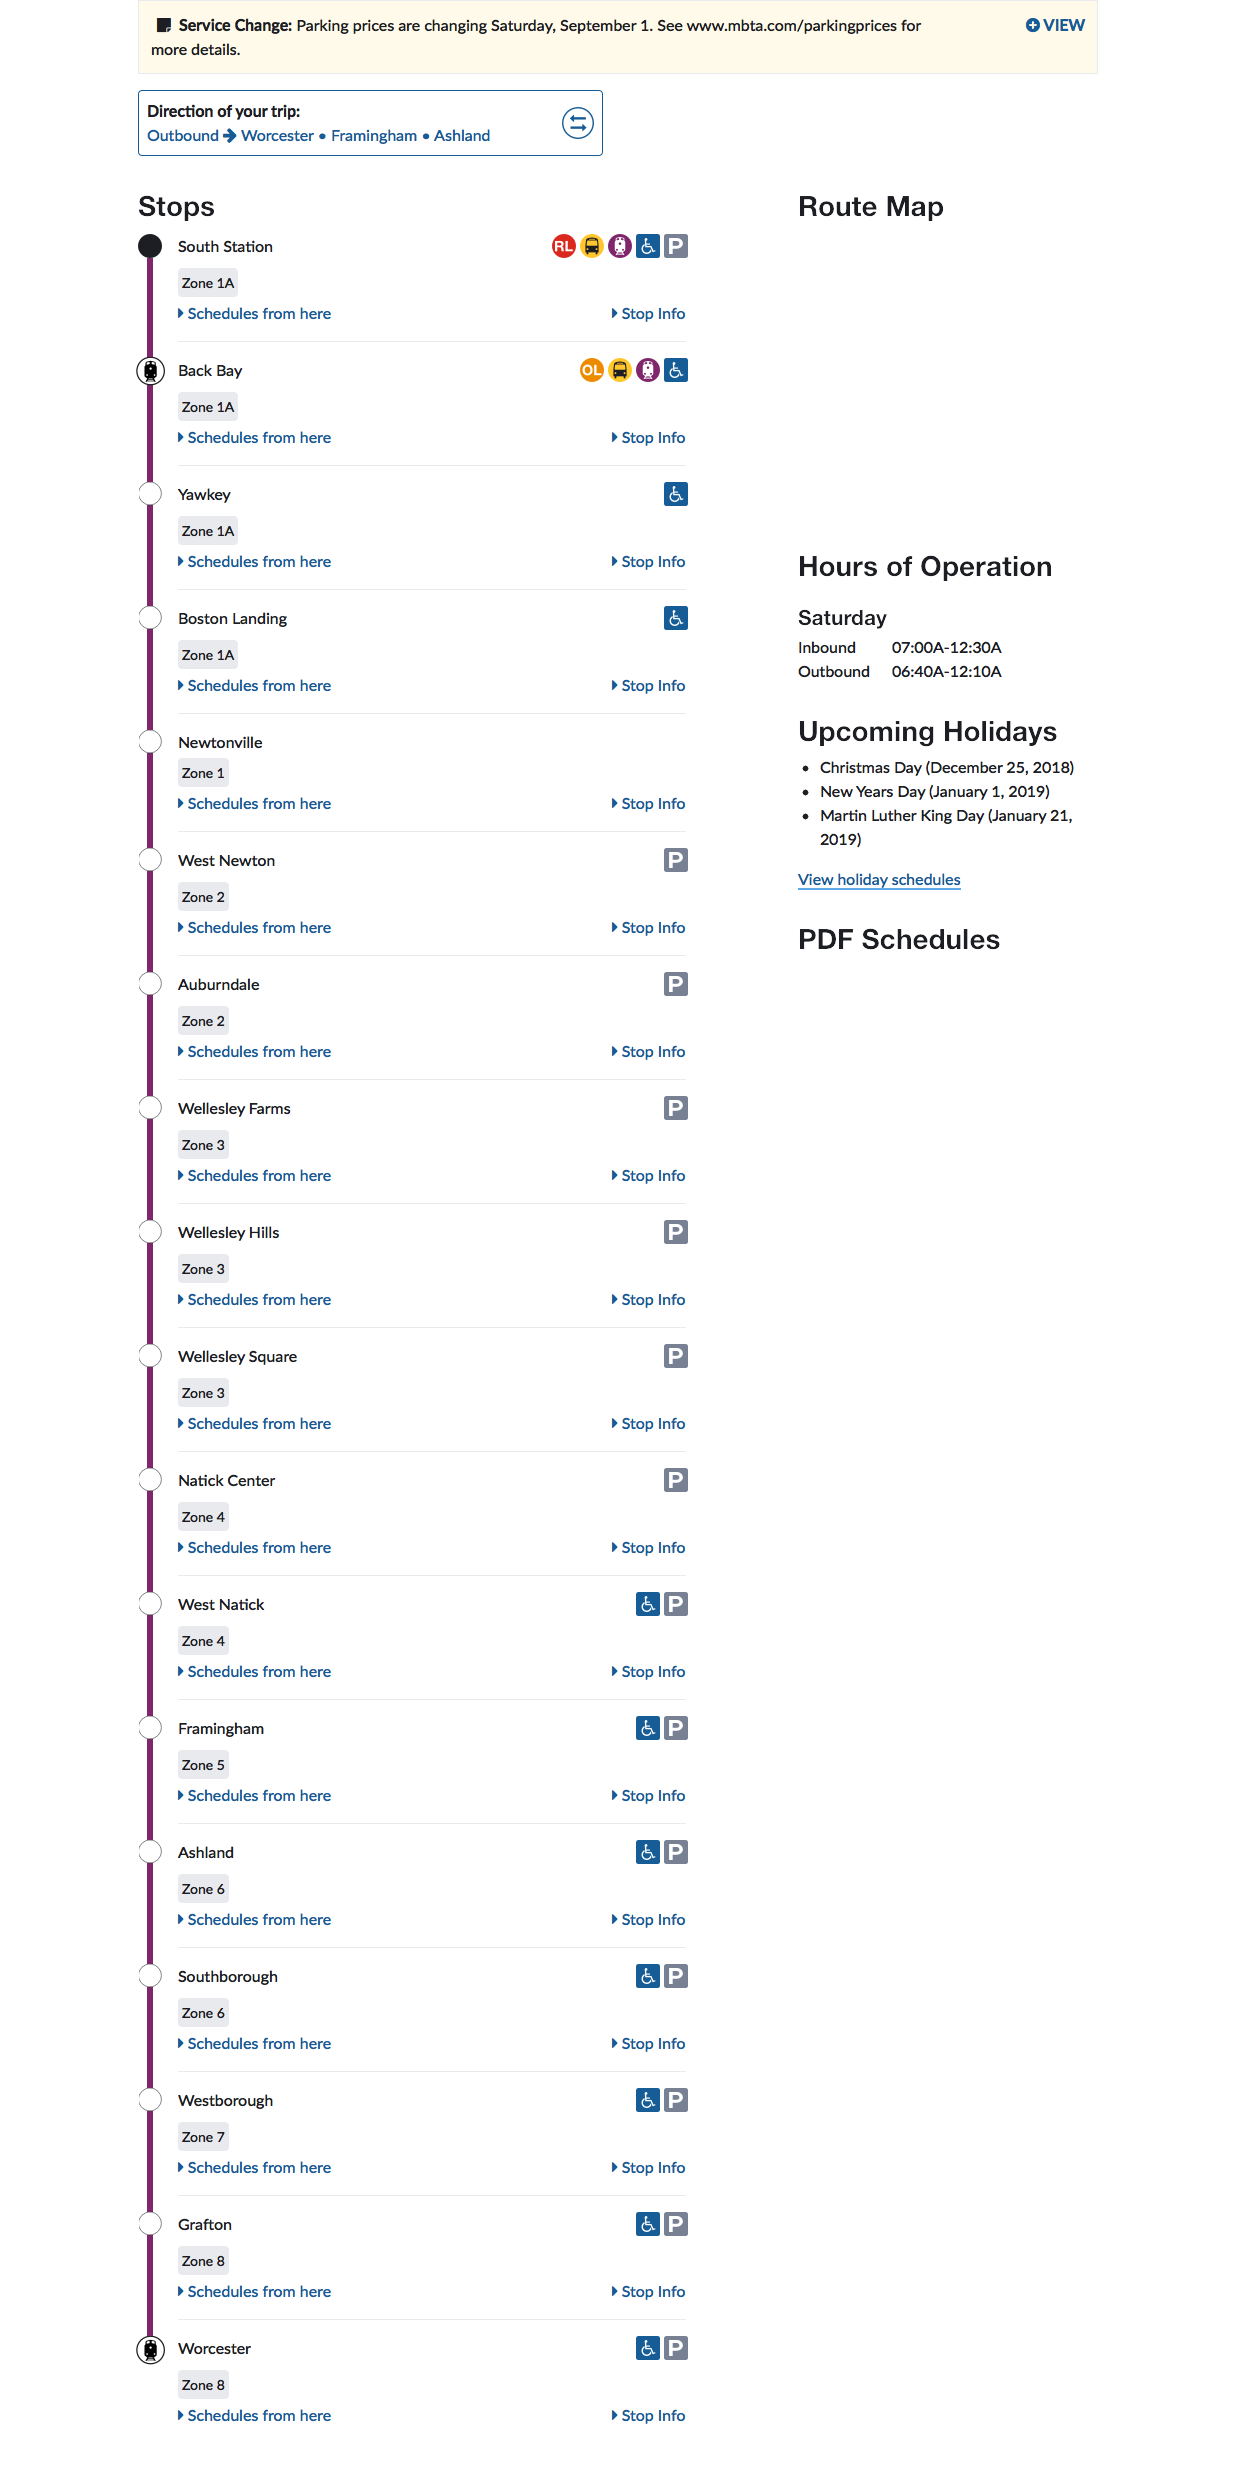 Service Change: Parking prices are changing Saturday, September 1. See www.mbta.com/parkingprices for
more details.
VIEW
Direction of your trip:
Outbound → Worcester • Framingham • Ashland
Stops
South Station
RL
P
Zone 1A
Schedules from here
Stop Info
Back Bay
OL
Zone 1A
Schedules from here
Stop Info
Yawkey
Zone 1A
Schedules from here
Stop Info
Boston Landing
Zone 1A
Schedules from here
Stop Info
Newtonville
Zone 1
Schedules from here
Stop Info
West Newton
P
Zone 2
Schedules from here
Stop Info
Auburndale
P
Zone 2
Schedules from here
Stop Info
Wellesley Farms
P
Zone 3
Schedules from here
Stop Info
Wellesley Hills
P
Zone 3
Schedules from here
Stop Info
Wellesley Square
P
Zone 3
Schedules from here
Stop Info
Natick Center
P
Zone 4
Schedules from here
Stop Info
West Natick
P
Zone 4
Schedules from here
Stop Info
Framingham
P
Zone 5
Schedules from here
Stop Info
Ashland
P
Zone 6
Schedules from here
Stop Info
Southborough
P
Zone 6
Schedules from here
Stop Info
Westborough
P
Zone 7
Schedules from here
Stop Info
Grafton
P
Zone 8
Schedules from here
Stop Info
Worcester
P
Zone 8
Schedules from here
Stop Info
Route Map
Hours of Operation
Saturday
Inbound 07:00A-12:30A
Outbound 06:40A-12:10A
Upcoming Holidays
• Christmas Day (December 25, 2018)
• New Years Day (January 1, 2019)
• Martin Luther King Day (January 21,
2019)
View holiday schedules
PDF Schedules